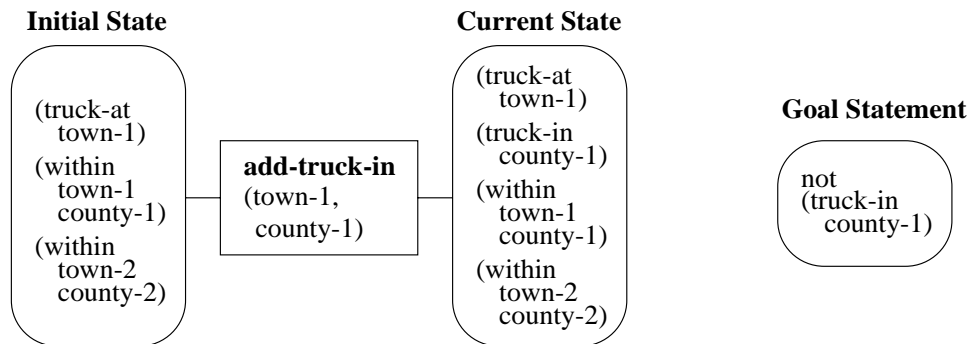 Initial State
(truck-at
town-1)
(within
town-1
county-1)
(within
town-2
county-2)
add-truck-in
(town-1,
county-1)
Current State
(truck-at
town-1)
(truck-in
county-1)
(within
town-1
county-1)
(within
town-2
county-2)
Goal Statement
not
(truck-in
county-1)